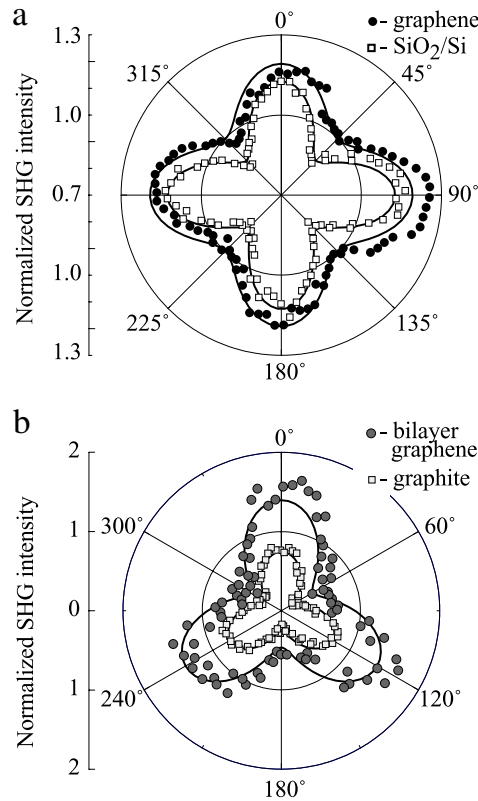 a
0°
● - graphene
□ - SiO₂/Si
1.3
315°
45°
1.0
Normalized SHG intensity
0.7
90°
1.0
225°
135°
1.3
180°
b
0°
● - bilayer
graphene
□ - graphite
2
300°
60°
1
Normalized SHG intensity
0
1
240°
120°
2
180°